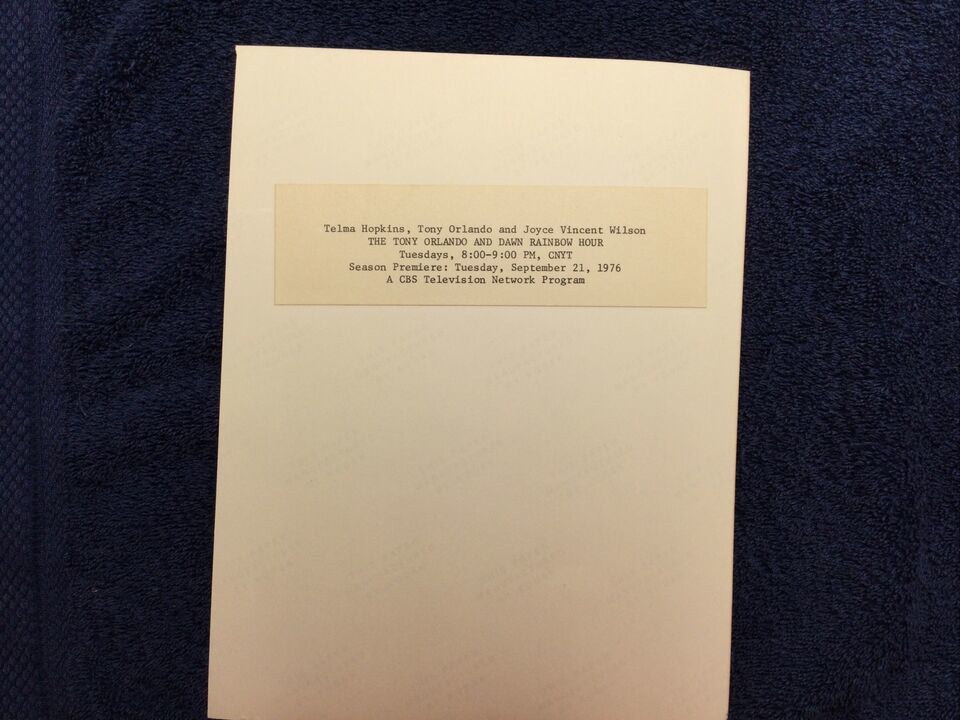 Telma Hopkins, Tony Orlando and Joyce Vincent Wilson
THE TONY ORLANDO AND DAWN RAINBOW HOUR
Tuesdays, 8:00-9:00 PM, CNYT
Season Premiere: Tuesday, September 21, 1976
A CBS Television Network Program